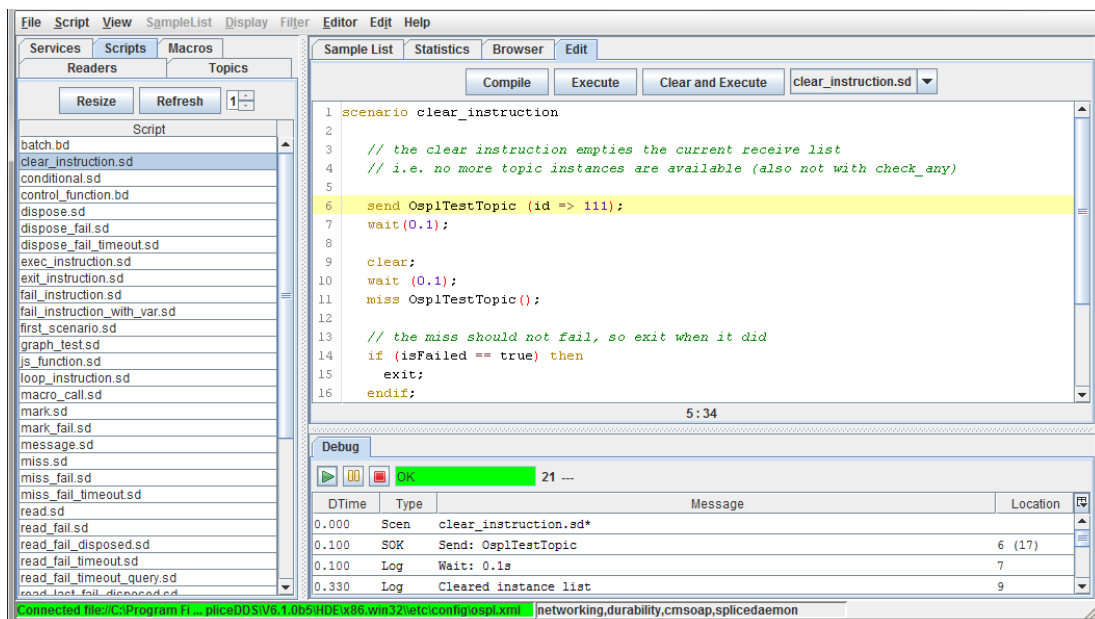 File Script View SampleList Display Filter Editor Edit Help
Services Scripts Macros
Readers Topics
Resize Refresh 1
Script
batch.bd
clear_instruction.sd
conditional.sd
control_function.bd
dispose.sd
dispose_fail.sd
dispose_fail_timeout.sd
exec_instruction.sd
exit_instruction.sd
fail_instruction.sd
fail_instruction_with_var.sd
first_scenario.sd
graph_test.sd
js_function.sd
loop_instruction.sd
macro_call.sd
mark.sd
mark_fail.sd
message.sd
miss.sd
miss_fail.sd
miss_fail_timeout.sd
read.sd
read_fail.sd
read_fail_disposed.sd
read_fail_timeout.sd
read_fail_timeout_query.sd
read_last_fail_disposed.sd
Sample List Statistics Browser Edit
Compile Execute Clear and Execute clear_instruction.sd
1 scenario clear_instruction
2
3 // the clear instruction empties the current receive list
4 // i.e. no more topic instances are available (also not with check_any)
5
6 send OsplTestTopic (id => 111);
7 wait(0.1);
8
9 clear;
10 wait (0.1);
11 miss OsplTestTopic();
12
13 // the miss should not fail, so exit when it did
14 if (isFailed == true) then
15 exit;
16 endif;
5:34
Debug
OK 21 ---
DTime Type Message Location
0.000 Scen clear_instruction.sd*
0.100 SOK Send: OsplTestTopic 6 (17)
0.100 Log Wait: 0.1s 7
0.330 Log Cleared instance list 9
Connected file://C:\Program Fi ... pliceDDS\V6.1.0b5\HDE\x86.win32\\etc\config\ospl.xml networking,durability,cmsoap,splicedaemon